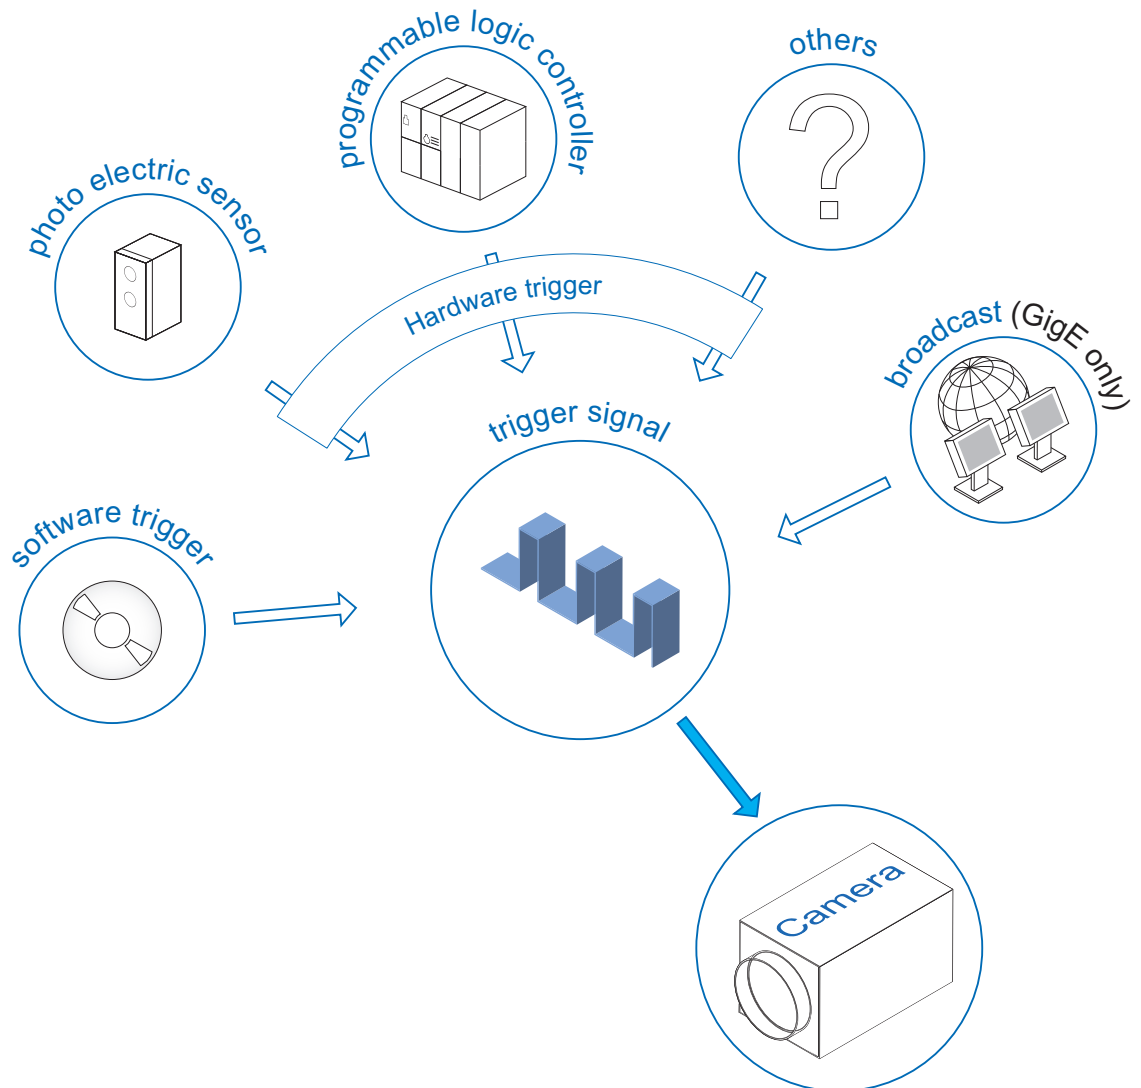 programmable logic controller
others
photo electric sensor
Hardware trigger
broadcast (GigE only)
trigger signal
software trigger
Camera